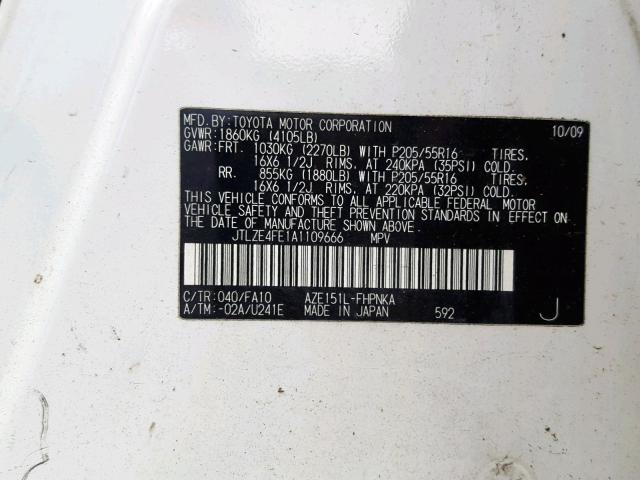 MFD. BY: TOYOTA MOTOR CORPORATION 10/09
GVWR: 1860KG (4105LB)
GAWR: FRT. 1030KG (2270LB) WITH P205/55R16 TIRES.
16X6 1/2J RIMS. AT 240KPA (35PSI) COLD.
RR. 855KG (1880LB) WITH P205/55R16 TIRES.
16X6 1/2J RIMS. AT 220KPA (32PSI) COLD.
THIS VEHICLE CONFORMS TO ALL APPLICABLE FEDERAL MOTOR
VEHICLE SAFETY AND THEFT PREVENTION STANDARDS IN EFFECT ON
THE DATE OF MANUFACTURE SHOWN ABOVE.
JTLZE4FE1A1109666 MPV
C/TR: 040/FA10 AZE151L-FHPNKA
A/TM: -02A/U241E MADE IN JAPAN 592 J